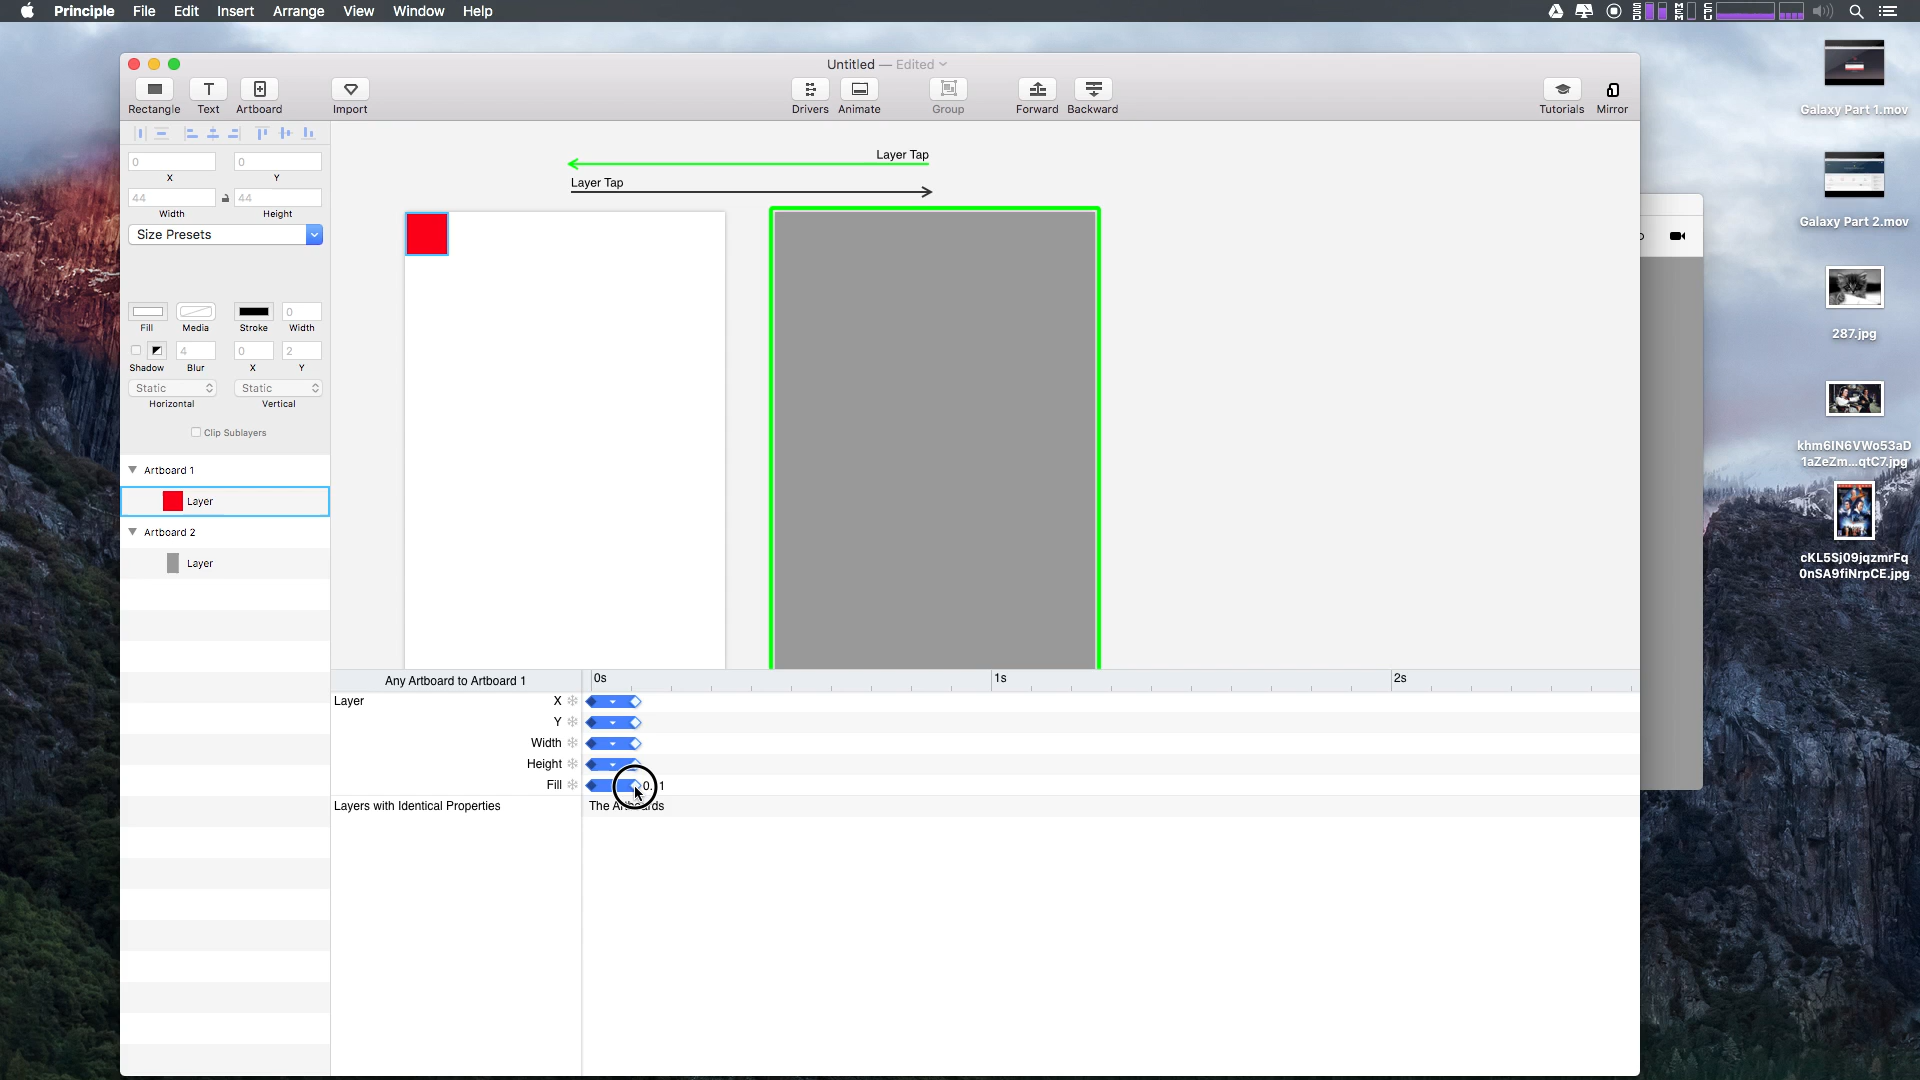 Principle File Edit Insert Arrange View Window Help
SSD MEM CPU
Untitled — Edited
Rectangle Text Artboard Import Drivers Animate Group Forward Backward Tutorials Mirror
0 0
X Y
44 44
Width Height
Size Presets
0
Fill Media Stroke Width
4 0 2
Shadow Blur X Y
Static Static
Horizontal Vertical
Clip Sublayers
Artboard 1
Layer
Artboard 2
Layer
Layer Tap
Layer Tap
Any Artboard to Artboard 1 0s 1s 2s
Layer X
Y
Width
Height
Fill
Layers with Identical Properties
Galaxy Part 1.mov
Galaxy Part 2.mov
287.jpg
khm6IN6VWo53aD
1aZeZm...qtC7.jpg
cKL5Sj09jqzmrFq
0nSA9fiNrpCE.jpg